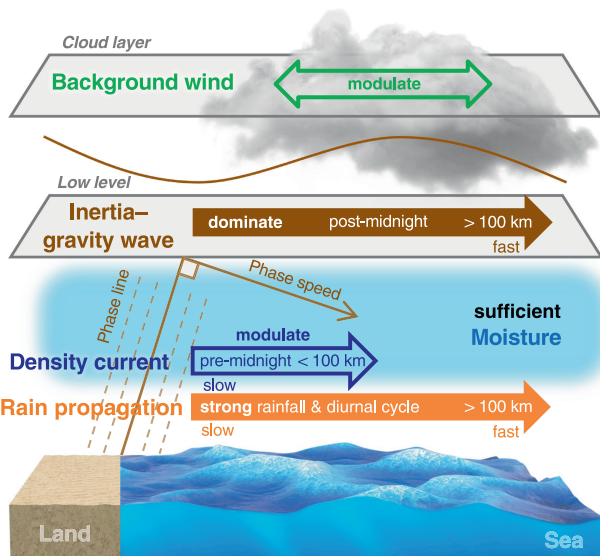 Cloud layer
Background wind
modulate
Low level
Inertia–
gravity wave
dominate post-midnight > 100 km
fast
Phase line
Phase speed
sufficient
Moisture
modulate
Density current
pre-midnight < 100 km
slow
Rain propagation
strong rainfall & diurnal cycle > 100 km
slow fast
Land
Sea